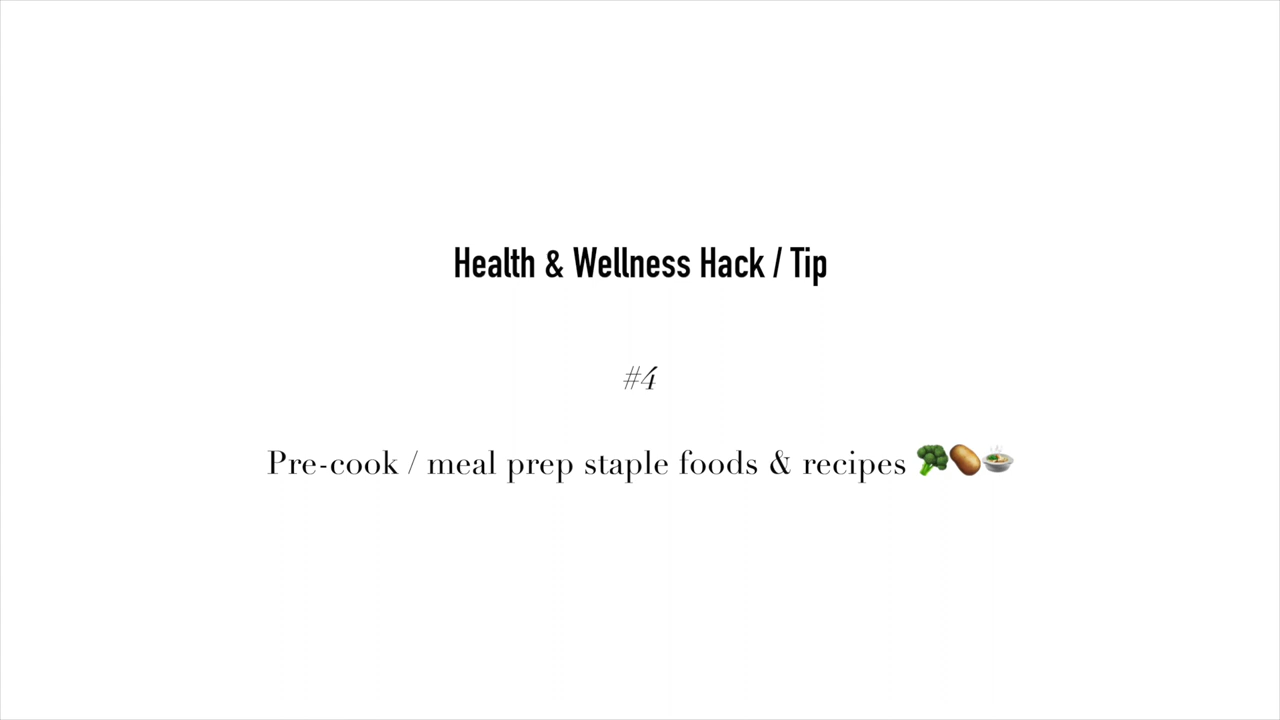 Health & Wellness Hack / Tip
#4
Pre-cook / meal prep staple foods & recipes 🥦🥔🍲